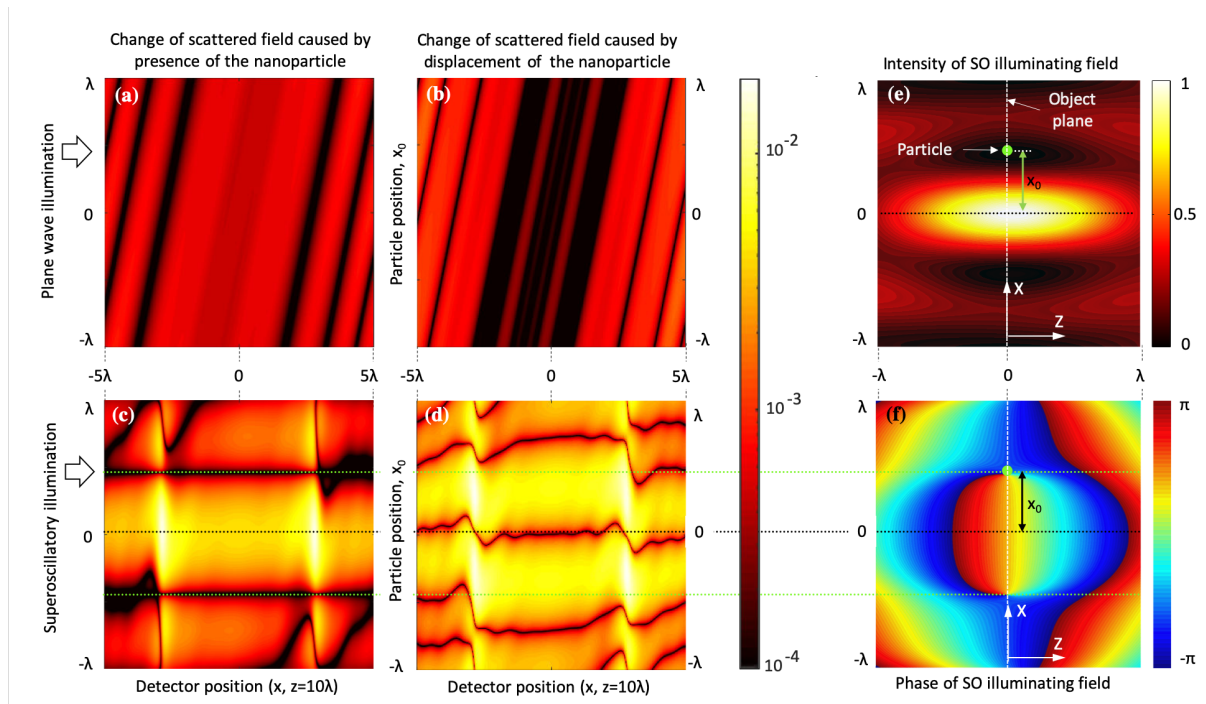 Change of scattered field caused by
presence of the nanoparticle
Change of scattered field caused by
displacement of the nanoparticle
Intensity of SO illuminating field
Plane wave illumination
λ
0
-λ
(a)
Particle position, x₀
(b)
λ
0
-λ
10⁻²
10⁻³
10⁻⁴
λ
0
-λ
(e)
Object
plane
Particle
x₀
X
Z
1
0.5
0
-5λ
0
5λ
-5λ
0
5λ
-λ
0
λ
Superoscillatory illumination
λ
0
-λ
(c)
Particle position, x₀
(d)
λ
0
-λ
λ
0
-λ
(f)
x₀
X
Z
π
-π
Detector position (x, z=10λ)
Detector position (x, z=10λ)
Phase of SO illuminating field